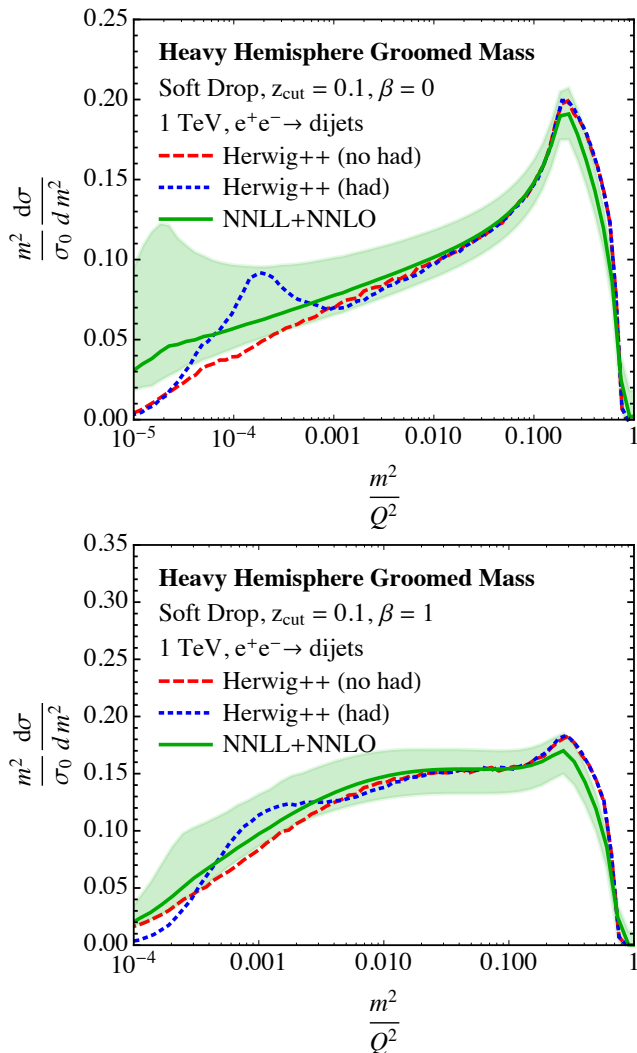 0.25
Heavy Hemisphere Groomed Mass
Soft Drop, z_cut = 0.1, β = 0
0.20
1 TeV, e⁺e⁻→ dijets
Herwig++ (no had)
0.15
Herwig++ (had)
NNLL+NNLO
m² dσ
σ₀ d m²
0.10
0.05
0.00
10⁻⁵ 10⁻⁴ 0.001 0.010 0.100 1
m²
Q²
0.35
Heavy Hemisphere Groomed Mass
0.30
Soft Drop, z_cut = 0.1, β = 1
1 TeV, e⁺e⁻→ dijets
0.25
Herwig++ (no had)
Herwig++ (had)
0.20
NNLL+NNLO
m² dσ
σ₀ d m²
0.15
0.10
0.05
0.00
10⁻⁴ 0.001 0.010 0.100 1
m²
Q²